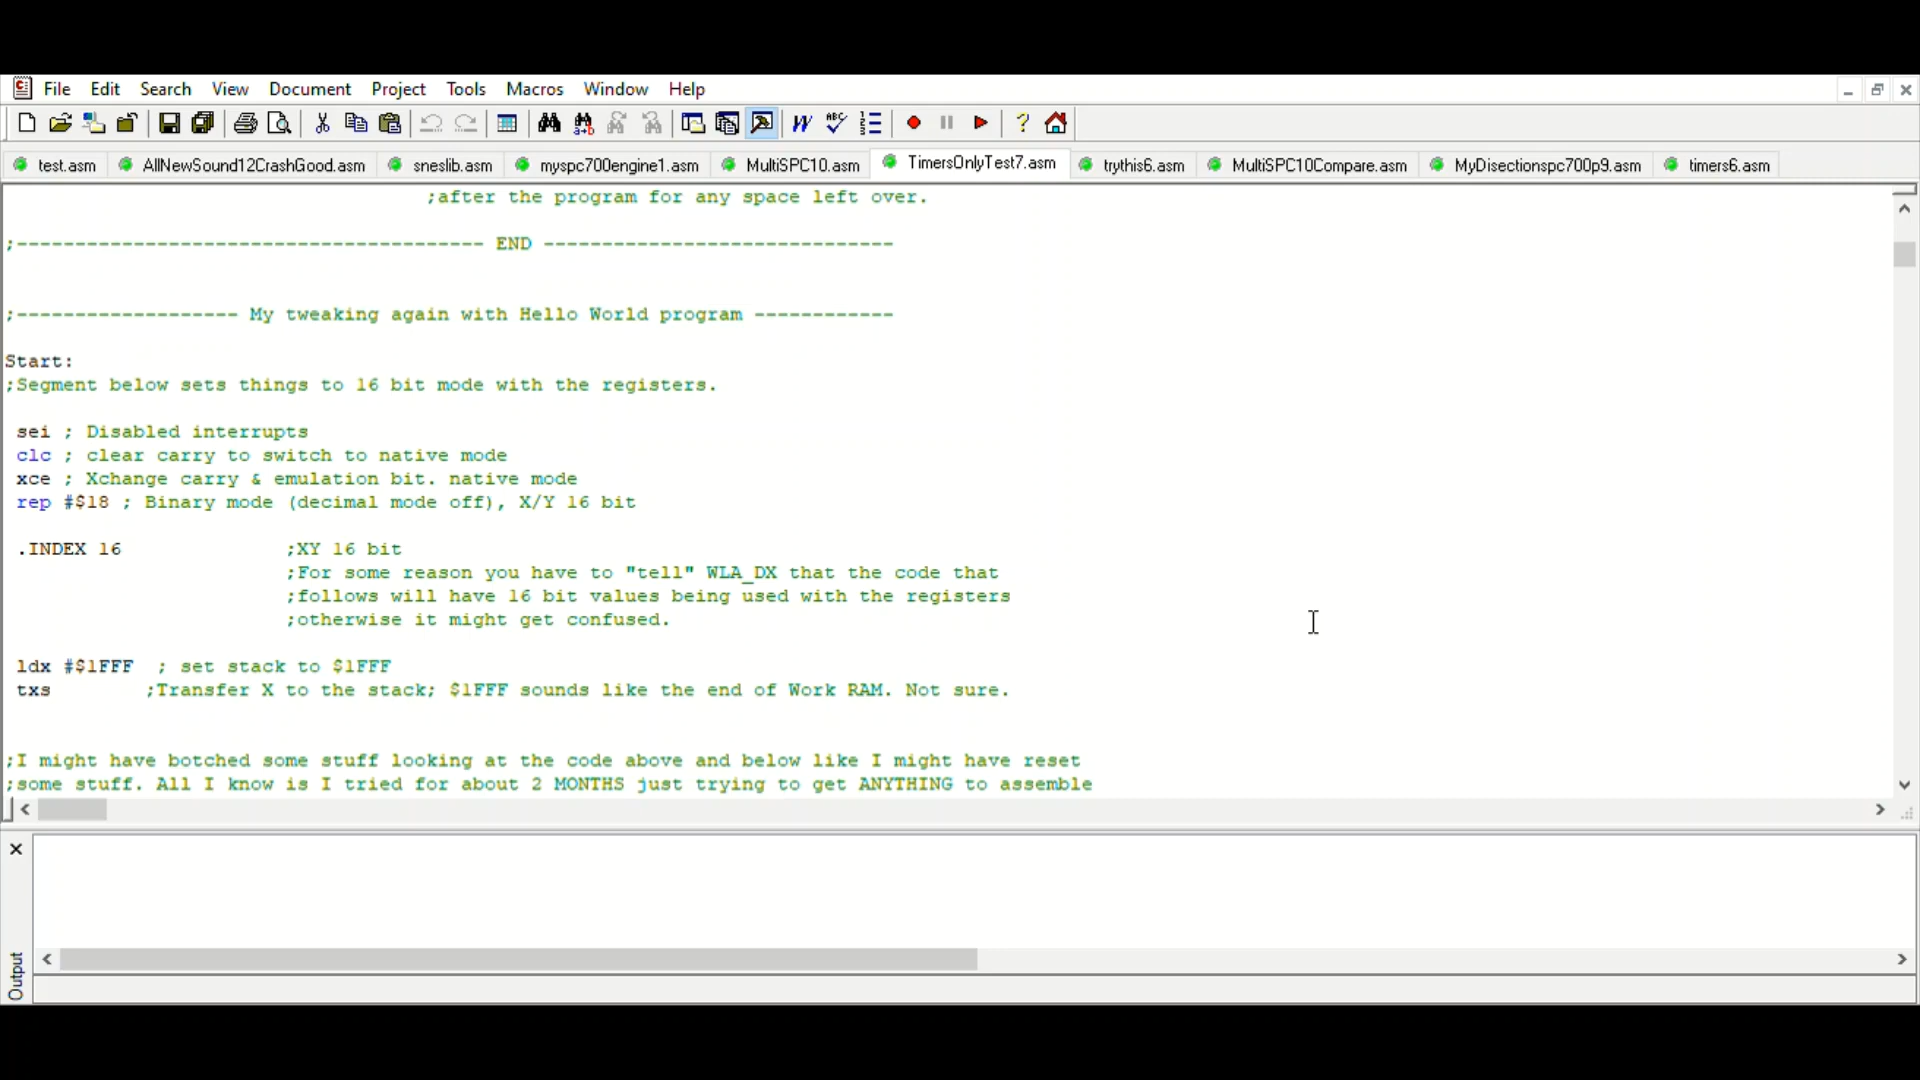 File Edit Search View Document Project Tools Macros Window Help
test.asm AllNewSound12CrashGood.asm sneslib.asm myspc700engine1.asm MultiSPC10.asm TimersOnlyTest7.asm trythis6.asm MultiSPC10Compare.asm MyDisectionspc700p9.asm timers6.asm
;after the program for any space left over.
;---------------------------------------- END ------------------------------
;------------------- My tweaking again with Hello World program ------------
Start:
;Segment below sets things to 16 bit mode with the registers.
sei ; Disabled interrupts
clc ; clear carry to switch to native mode
xce ; Xchange carry & emulation bit. native mode
rep #$18 ; Binary mode (decimal mode off), X/Y 16 bit
.INDEX 16 ;XY 16 bit
;For some reason you have to "tell" WLA_DX that the code that
;follows will have 16 bit values being used with the registers
;otherwise it might get confused.
ldx #$1FFF ; set stack to $1FFF
txs ;Transfer X to the stack; $1FFF sounds like the end of Work RAM. Not sure.
;I might have botched some stuff looking at the code above and below like I might have reset
;some stuff. All I know is I tried for about 2 MONTHS just trying to get ANYTHING to assemble
Output